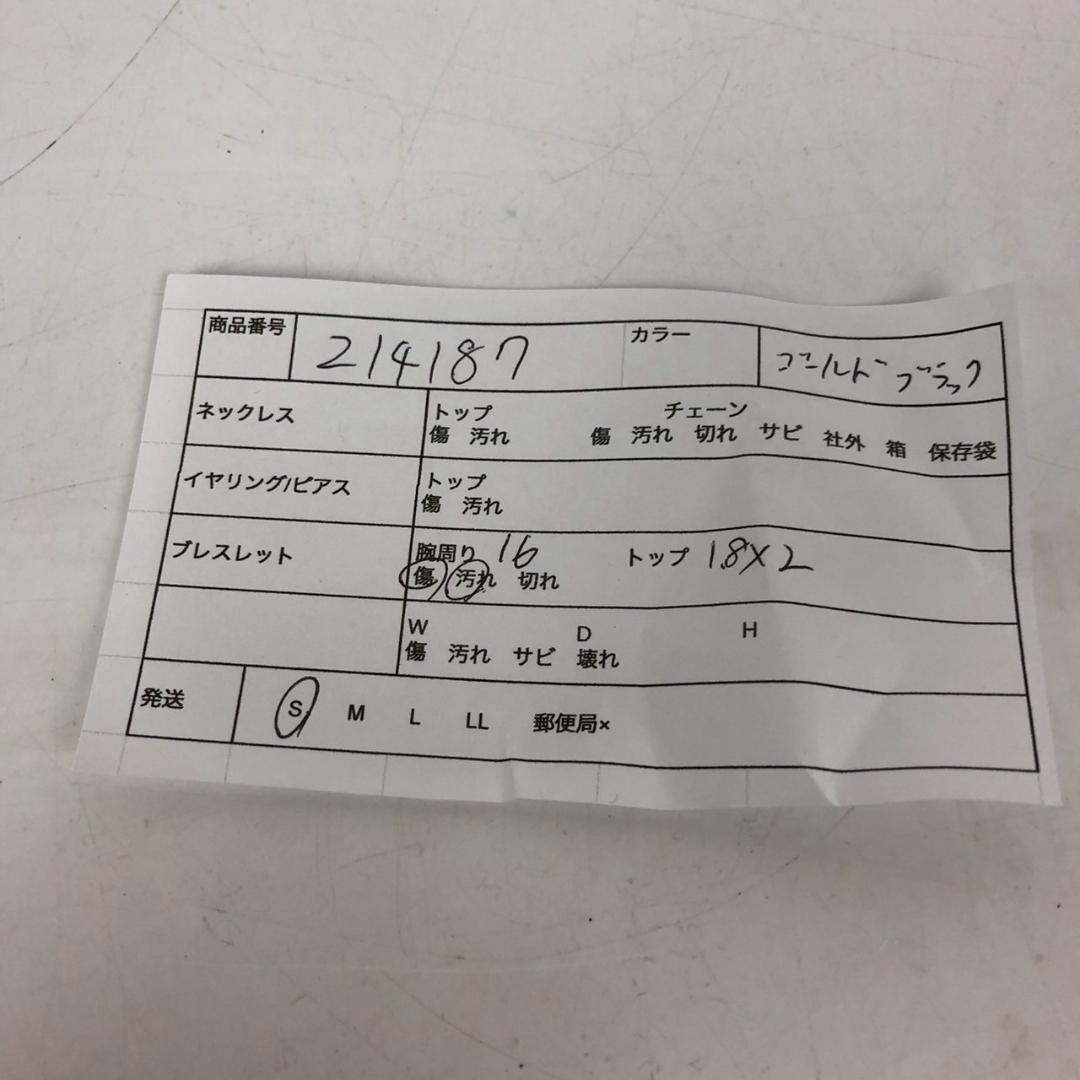 商品番号 214187 カラー ゴールド ブラック
ネックレス トップ チェーン
傷 汚れ 傷 汚れ 切れ サビ 社外 箱 保存袋
イヤリング/ピアス トップ
傷 汚れ
ブレスレット 腕周り 16 トップ 1.8×2
傷 汚れ 切れ
W D H
傷 汚れ サビ 壊れ
発送 S M L LL 郵便局×